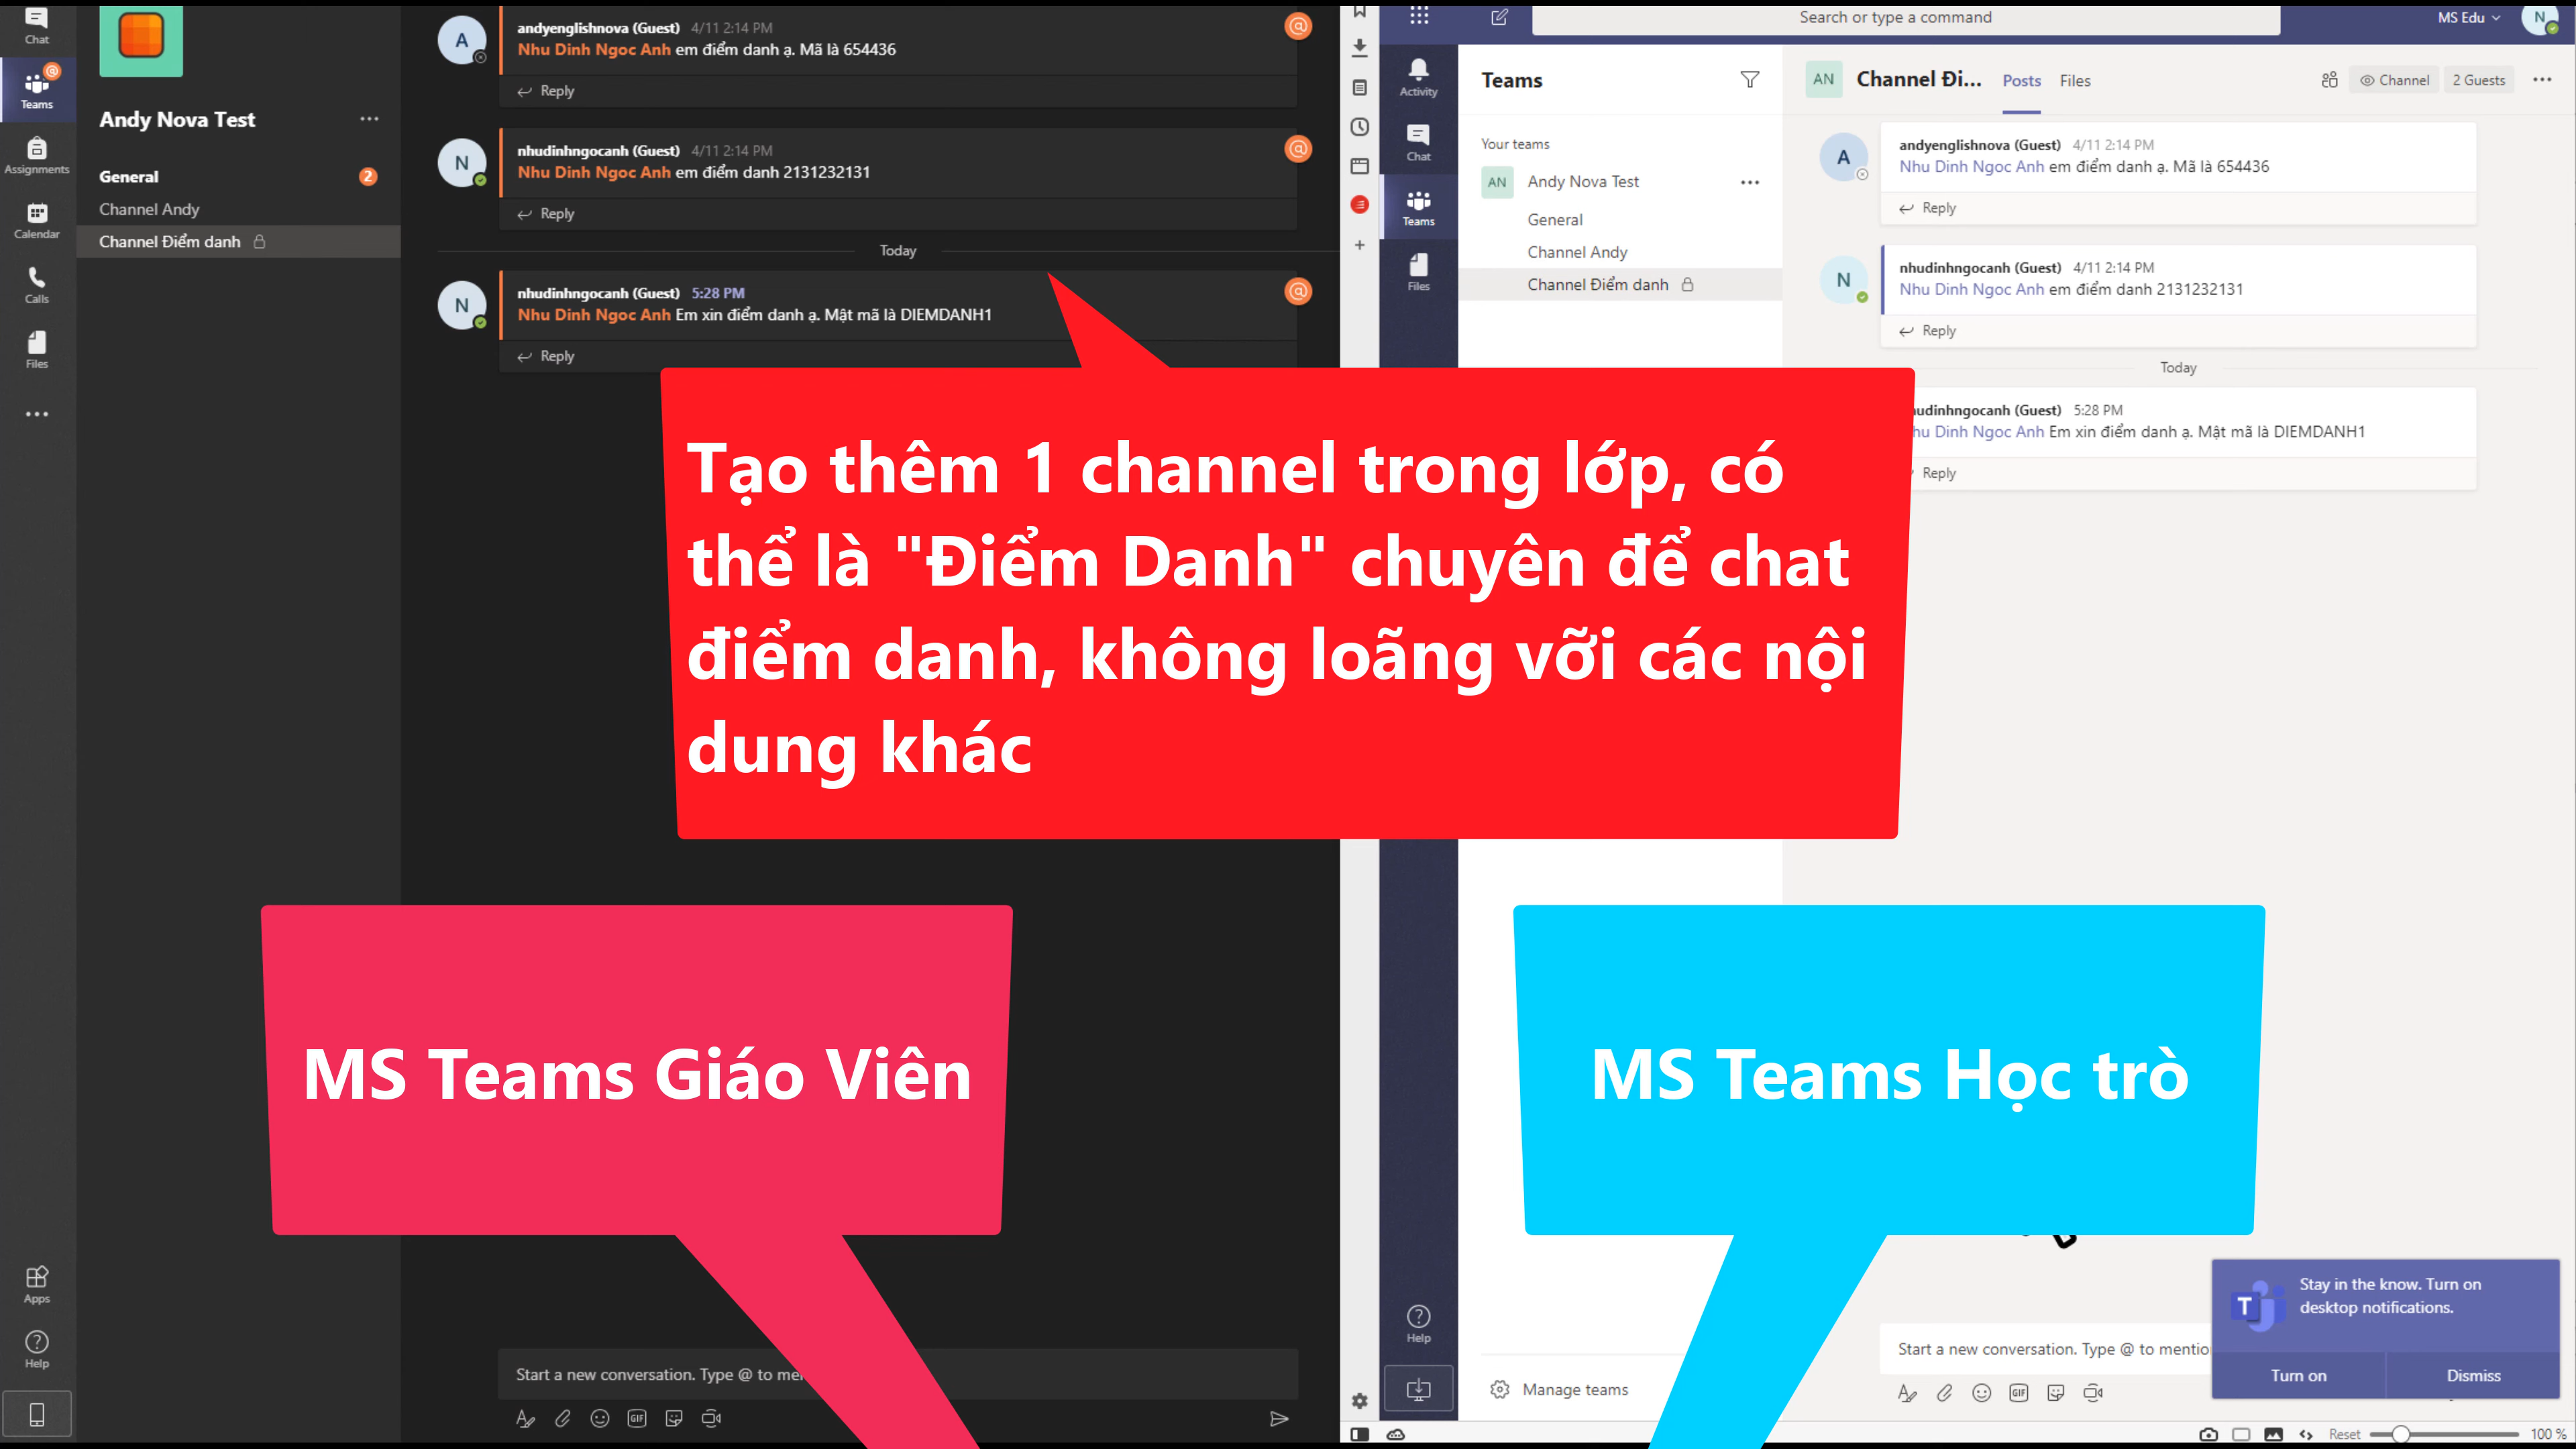 Chat
Teams
Assignments
Calendar
Calls
Files
Apps
Help
Andy Nova Test
General 2
Channel Andy
Channel Điểm danh
A
andyenglishnova (Guest) 4/11 2:14 PM
Nhu Dinh Ngoc Anh em điểm danh ạ. Mã là 654436
Reply
N
nhudinhngocanh (Guest) 4/11 2:14 PM
Nhu Dinh Ngoc Anh em điểm danh 2131232131
Reply
Today
N
nhudinhngocanh (Guest) 5:28 PM
Nhu Dinh Ngoc Anh Em xin điểm danh ạ. Mật mã là DIEMDANH1
Reply
Start a new conversation. Type @ to
GIF
Search or type a command
MS Edu
N
Activity
Chat
Teams
Files
Help
Teams
Your teams
AN Andy Nova Test
General
Channel Andy
Channel Điểm danh
Manage teams
AN Channel Đi... Posts Files
Channel 2 Guests
A
andyenglishnova (Guest) 4/11 2:14 PM
Nhu Dinh Ngoc Anh em điểm danh ạ. Mã là 654436
Reply
N
nhudinhngocanh (Guest) 4/11 2:14 PM
Nhu Dinh Ngoc Anh em điểm danh 2131232131
Reply
Today
(Guest) 5:28 PM
Dinh Ngoc Anh Em xin điểm danh ạ. Mật mã là DIEMDANH1
Reply
Tạo thêm 1 channel trong lớp, có
thể là "Điểm Danh" chuyên để chat
điểm danh, không loãng vỡi các nội
dung khác
MS Teams Giáo Viên
MS Teams Học trò
Start a new conversation. Type @ to
GIF
T
Stay in the know. Turn on
desktop notifications.
Turn on Dismiss
Reset 100 %